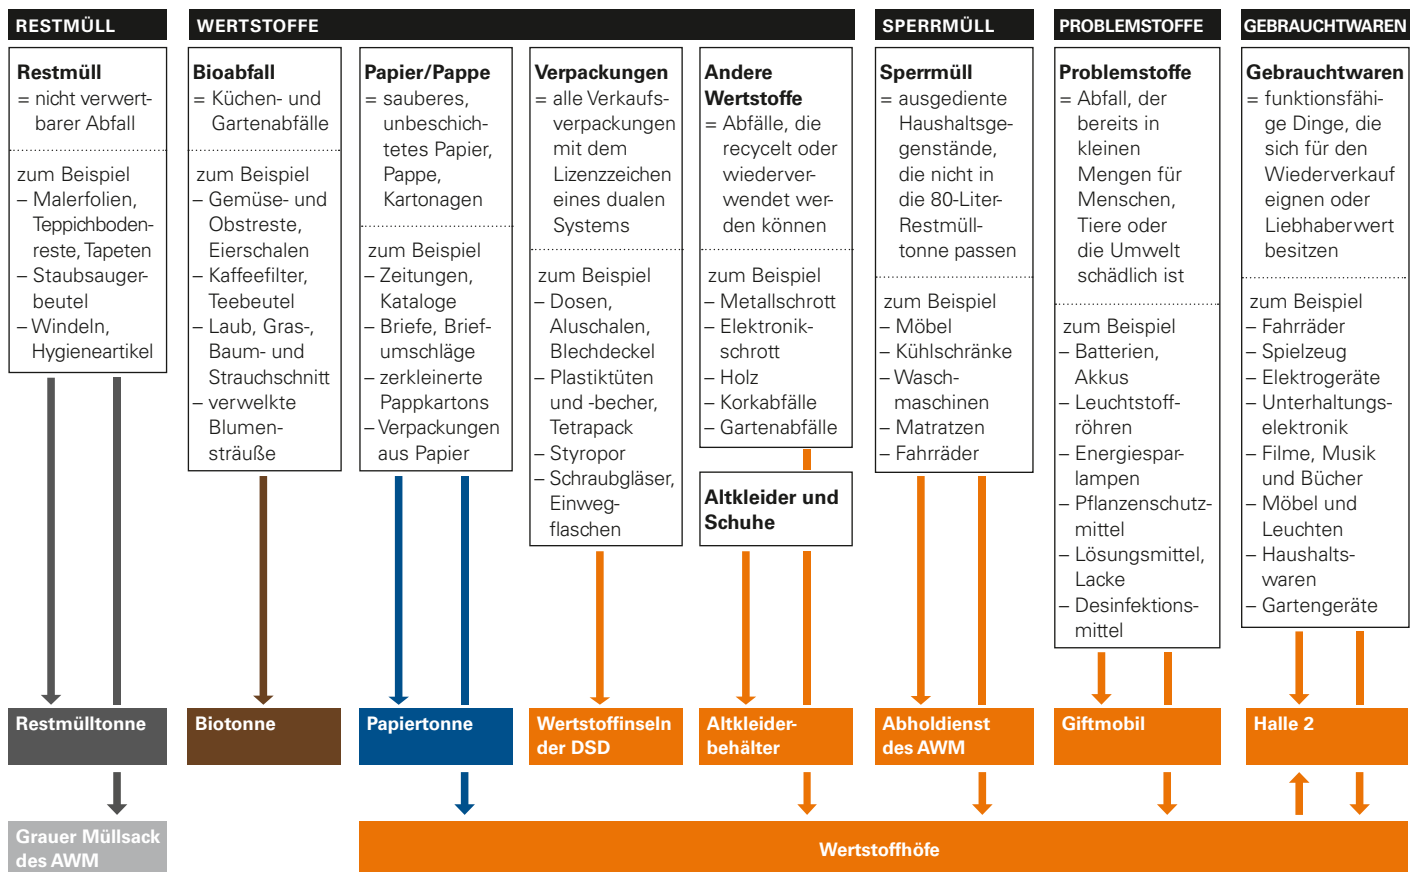 RESTMÜLL
WERTSTOFFE
SPERRMÜLL
PROBLEMSTOFFE
GEBRAUCHTWAREN
Restmüll
= nicht verwert-
barer Abfall
zum Beispiel
– Malerfolien,
Teppichboden-
reste, Tapeten
– Staubsauger-
beutel
– Windeln,
Hygieneartikel
Bioabfall
= Küchen- und
Gartenabfälle
zum Beispiel
– Gemüse- und
Obstreste,
Eierschalen
– Kaffeefilter,
Teebeutel
– Laub, Gras-,
Baum- und
Strauchschnitt
– verwelkte
Blumen-
sträuße
Papier/Pappe
= sauberes,
unbeschich-
tetes Papier,
Pappe,
Kartonagen
zum Beispiel
– Zeitungen,
Kataloge
– Briefe, Brief-
umschläge
– zerkleinerte
Pappkartons
– Verpackungen
aus Papier
Verpackungen
= alle Verkaufs-
verpackungen
mit dem
Lizenzzeichen
eines dualen
Systems
zum Beispiel
– Dosen,
Aluschalen,
Blechdeckel
– Plastiktüten
und -becher,
Tetrapack
– Styropor
– Schraubgläser,
Einweg-
flaschen
Andere
Wertstoffe
= Abfälle, die
recycelt oder
wiederver-
wendet wer-
den können
zum Beispiel
– Metallschrott
– Elektronik-
schrott
– Holz
– Korkabfälle
– Gartenabfälle
Altkleider und
Schuhe
Sperrmüll
= ausgediente
Haushaltsge-
genstände,
die nicht in
die 80-Liter-
Restmüll-
tonne passen
zum Beispiel
– Möbel
– Kühlschränke
– Wasch-
maschinen
– Matratzen
– Fahrräder
Problemstoffe
= Abfall, der
bereits in
kleinen
Mengen für
Menschen,
Tiere oder
die Umwelt
schädlich ist
zum Beispiel
– Batterien,
Akkus
– Leuchtstoff-
röhren
– Energiespar-
lampen
– Pflanzenschutz-
mittel
– Lösungsmittel,
Lacke
– Desinfektions-
mittel
Gebrauchtwaren
= funktionsfähi-
ge Dinge, die
sich für den
Wiederverkauf
eignen oder
Liebhaberwert
besitzen
zum Beispiel
– Fahrräder
– Spielzeug
– Elektrogeräte
– Unterhaltungs-
elektronik
– Filme, Musik
und Bücher
– Möbel und
Leuchten
– Haushalts-
waren
– Gartengeräte
Restmülltonne
Biotonne
Papiertonne
Wertstoffinseln
der DSD
Altkleider-
behälter
Abholdienst
des AWM
Giftmobil
Halle 2
Grauer Müllsack
des AWM
Wertstoffhöfe